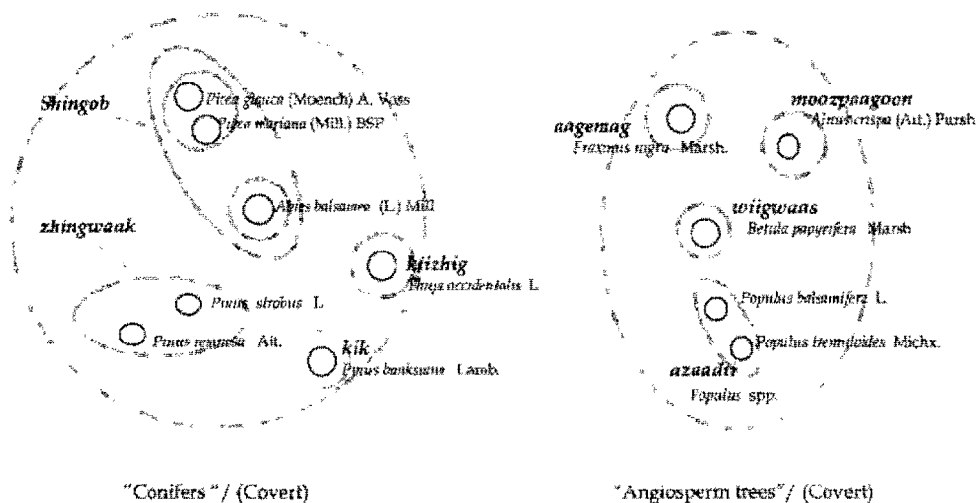 Shingob
Picea glauca (Moench) A. Voss
Picea mariana (Mill.) BSP
Abies balsamea (L.) Mill
zhingwaak
kiizhig
Thuja occidentalis L.
Pinus strobus L.
Pinus resinosa Ait.
kik
Pinus banksiana Lamb.
"Conifers "/ (Covert)
moozpaagoon
Alnus crispa (Ait.) Pursh
aagemag
Fraxinus nigra Marsh.
wiigwaas
Betula papyrifera Marsh
Populus balsamifera L.
Populus tremuloides Michx.
Populus spp.
"Angiosperm trees"/ (Covert)